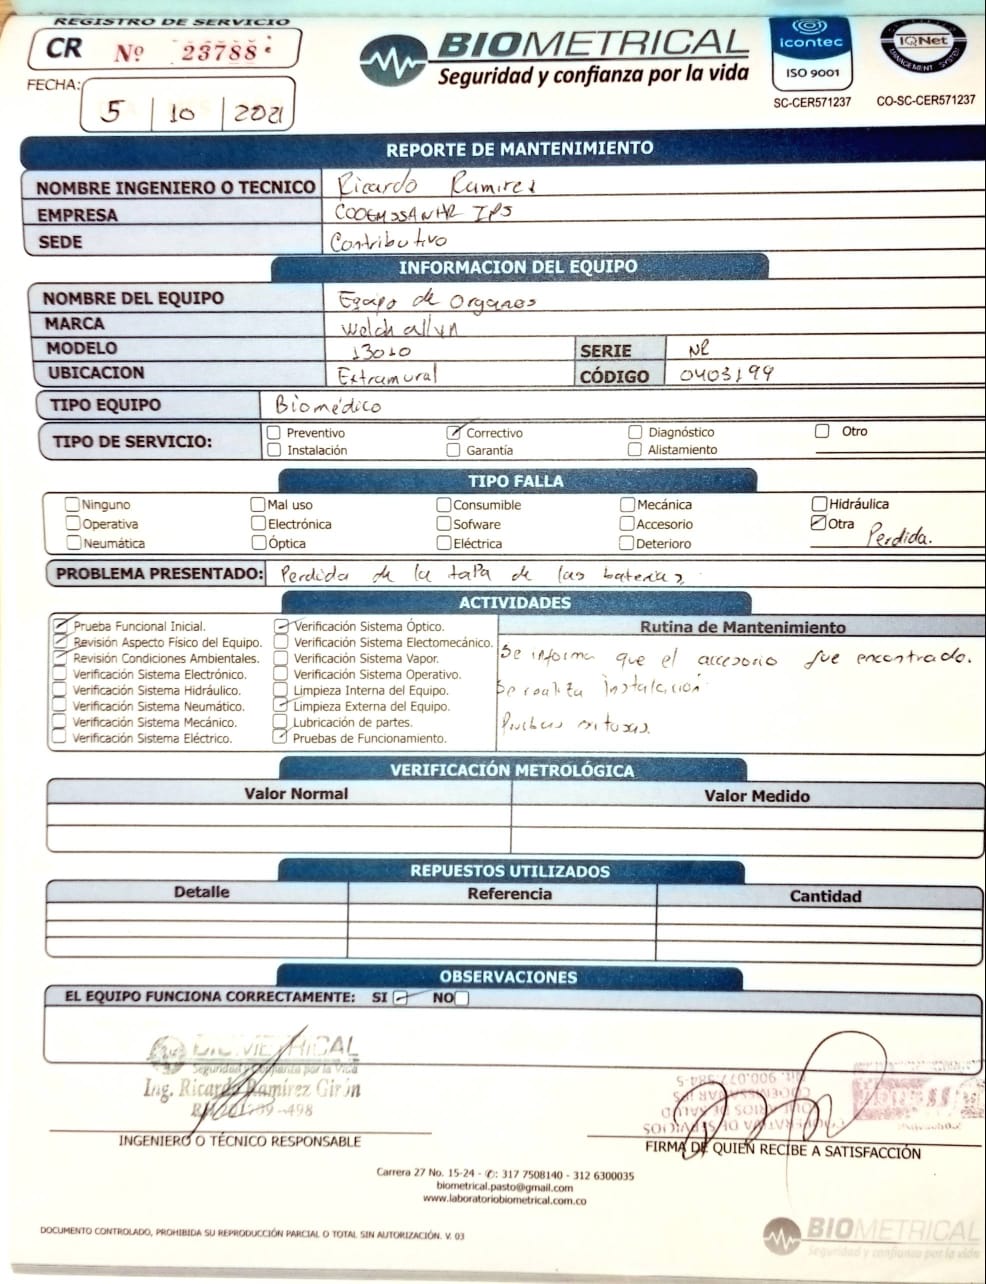 REGISTRO DE SERVICIO
CR Nº 23788
FECHA: 5 | 10 | 2021
BIOMETRICAL
Seguridad y confianza por la vida
icontec
ISO 9001
SC-CER571237
IQNet
MANAGEMENT SYSTEM
CO-SC-CER571237
REPORTE DE MANTENIMIENTO
NOMBRE INGENIERO O TECNICO Ricardo Ramirez
EMPRESA COOEMSSANAR IPS
SEDE Contributivo
INFORMACION DEL EQUIPO
NOMBRE DEL EQUIPO Equipo de Organos
MARCA Welch allyn
MODELO 13010 SERIE NR
UBICACION Extramural CÓDIGO 0403199
TIPO EQUIPO Biomédico
TIPO DE SERVICIO: Preventivo Correctivo Diagnóstico Otro
Instalación Garantía Alistamiento
TIPO FALLA
Ninguno Mal uso Consumible Mecánica Hidráulica
Operativa Electrónica Sofware Accesorio Otra Perdida.
Neumática Óptica Eléctrica Deterioro
PROBLEMA PRESENTADO: Perdida de la tapa de las baterias
ACTIVIDADES
Prueba Funcional Inicial.
Revisión Aspecto Físico del Equipo.
Revisión Condiciones Ambientales.
Verificación Sistema Electrónico.
Verificación Sistema Hidráulico.
Verificación Sistema Neumático.
Verificación Sistema Mecánico.
Verificación Sistema Eléctrico.
Verificación Sistema Óptico.
Verificación Sistema Electomecánico.
Verificación Sistema Vapor.
Verificación Sistema Operativo.
Limpieza Interna del Equipo.
Limpieza Externa del Equipo.
Lubricación de partes.
Pruebas de Funcionamiento.
Rutina de Mantenimiento
Se informa que el accesorio fue encontrado.
Se realiza instalación
Pruebas exitosas.
VERIFICACIÓN METROLÓGICA
Valor Normal Valor Medido
REPUESTOS UTILIZADOS
Detalle Referencia Cantidad
OBSERVACIONES
EL EQUIPO FUNCIONA CORRECTAMENTE: SI NO
BIOMETRICAL
Seguridad y confianza por la vida
Ing. Ricardo Ramírez Girón
INGENIERO O TÉCNICO RESPONSABLE
COOPERATIVA DE SERVICIOS
DE SALUD
COOEMSSANAR IPS
FIRMA DE QUIEN RECIBE A SATISFACCIÓN
Carrera 27 No. 15-24 - ✆: 317 7508140 - 312 6300035
biometrical.pasto@gmail.com
www.laboratoriobiometrical.com.co
DOCUMENTO CONTROLADO, PROHIBIDA SU REPRODUCCIÓN PARCIAL O TOTAL SIN AUTORIZACIÓN. V. 03
BIOMETRICAL
Seguridad y confianza por la vida